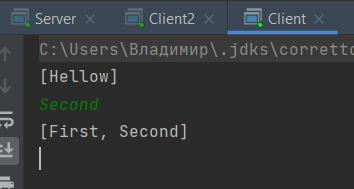 Server × Client2 × Client ×
C:\Users\Владимир\.jdks\corretto
[Hellow]
Second
[First, Second]